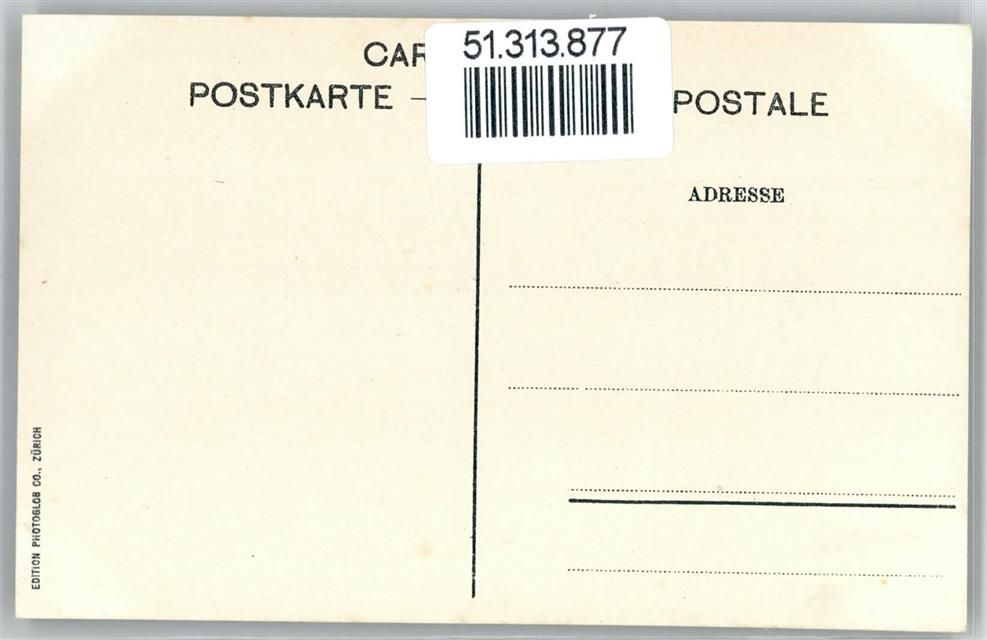 51.313.877
CAR
POSTKARTE — POSTALE
ADRESSE
EDITION PHOTOGLOB CO., ZÜRICH